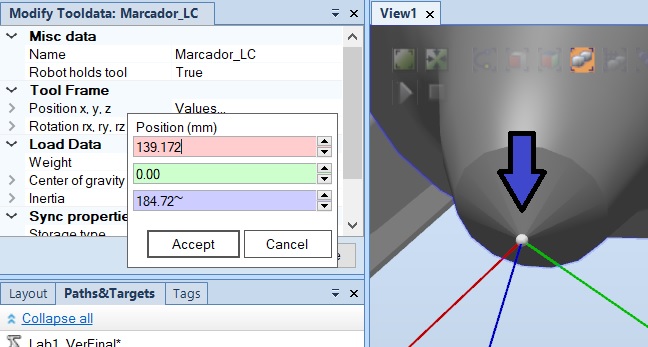 Modify Tooldata: Marcador_LC
View1
Misc data
Name Marcador_LC
Robot holds tool True
Tool Frame
Position x, y, z Values...
Rotation rx, ry, rz
Position (mm)
139.172
0.00
184.72~
Accept Cancel
Load Data
Weight
Center of gravity
Inertia
Sync properties
Storage type
Layout Paths&Targets Tags
Collapse all
Lab1_VerFinal*